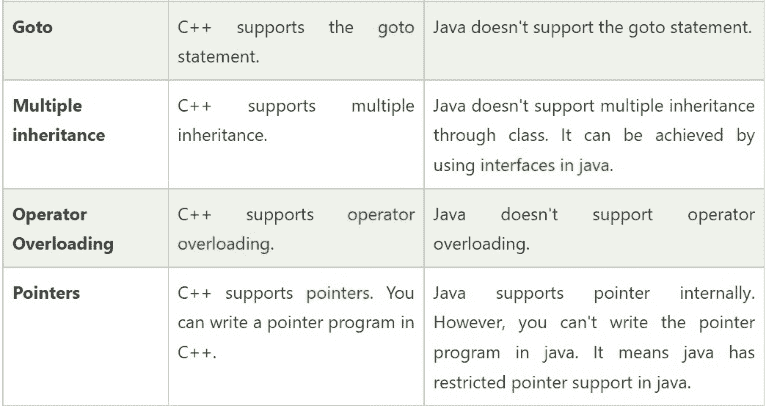 Goto
C++ supports the goto
statement.
Java doesn't support the goto statement.
Multiple
inheritance
C++ supports multiple
inheritance.
Java doesn't support multiple inheritance
through class. It can be achieved by
using interfaces in java.
Operator
Overloading
C++ supports operator
overloading.
Java doesn't support operator
overloading.
Pointers
C++ supports pointers. You
can write a pointer program in
C++.
Java supports pointer internally.
However, you can't write the pointer
program in java. It means java has
restricted pointer support in java.